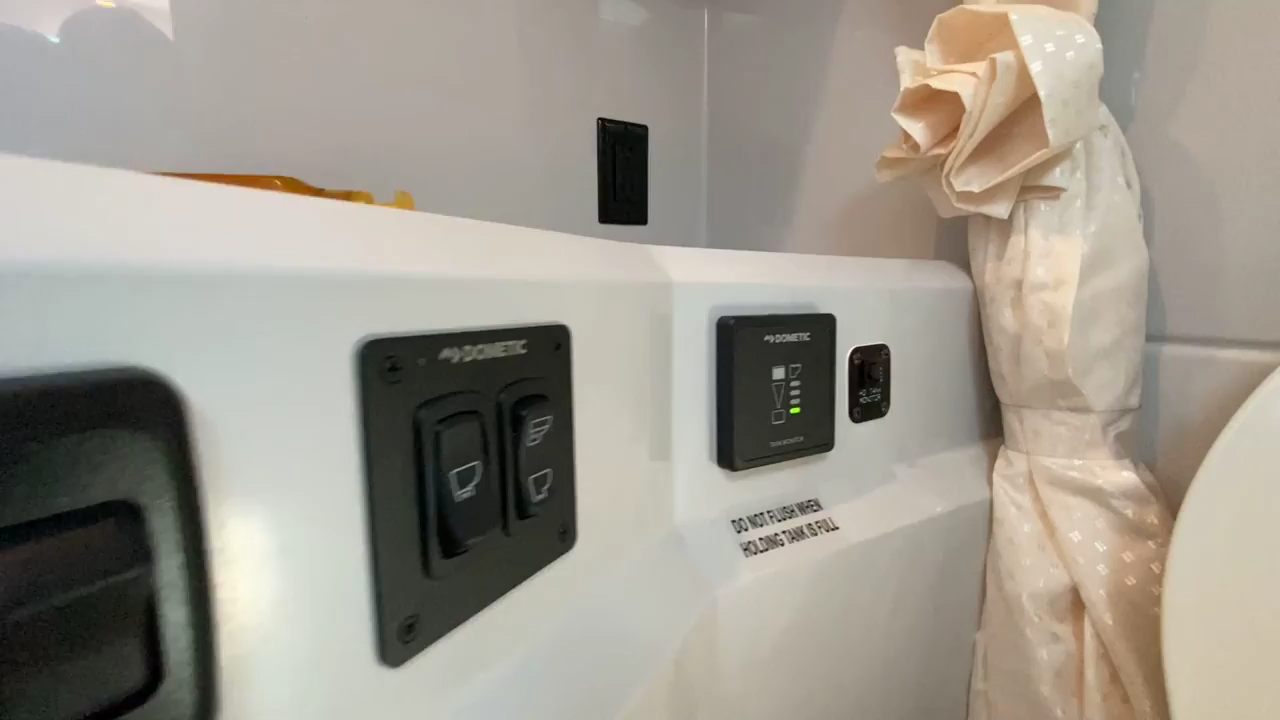 DOMETIC
DOMETIC
TANK MONITOR
DO NOT FLUSH WHEN
HOLDING TANK IS FULL